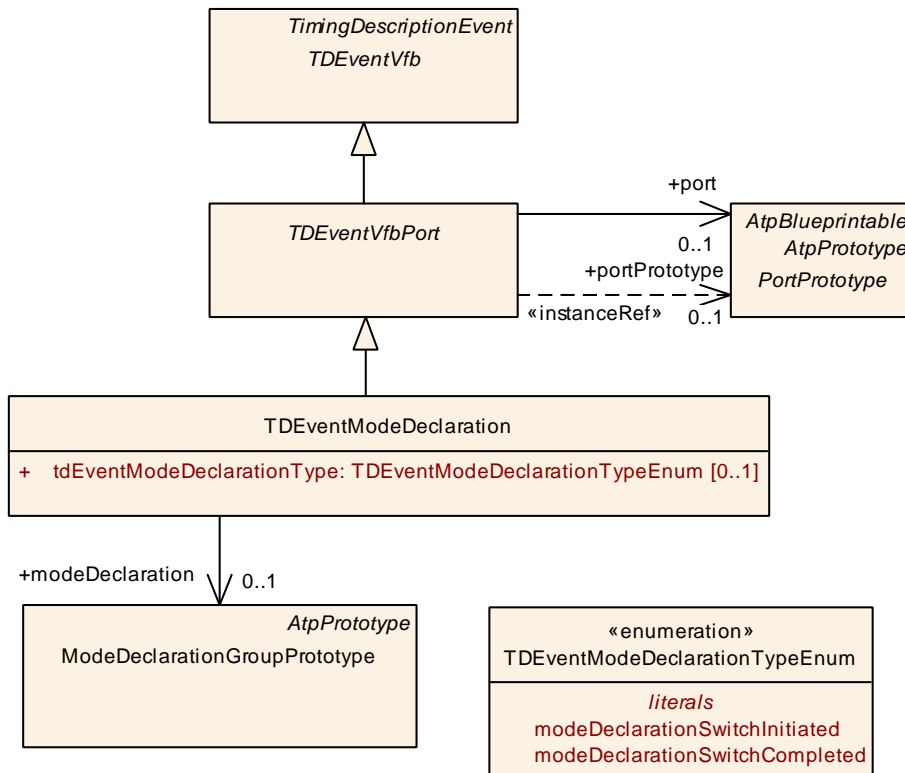 TimingDescriptionEvent
TDEventVfb
+port
0..1
TDEventVfbPort
AtpBlueprintable
AtpPrototype
PortPrototype
+portPrototype
«instanceRef»
0..1
TDEventModeDeclaration
+ tdEventModeDeclarationType: TDEventModeDeclarationTypeEnum [0..1]
+modeDeclaration
0..1
AtpPrototype
ModeDeclarationGroupPrototype
«enumeration»
TDEventModeDeclarationTypeEnum
literals
modeDeclarationSwitchInitiated
modeDeclarationSwitchCompleted